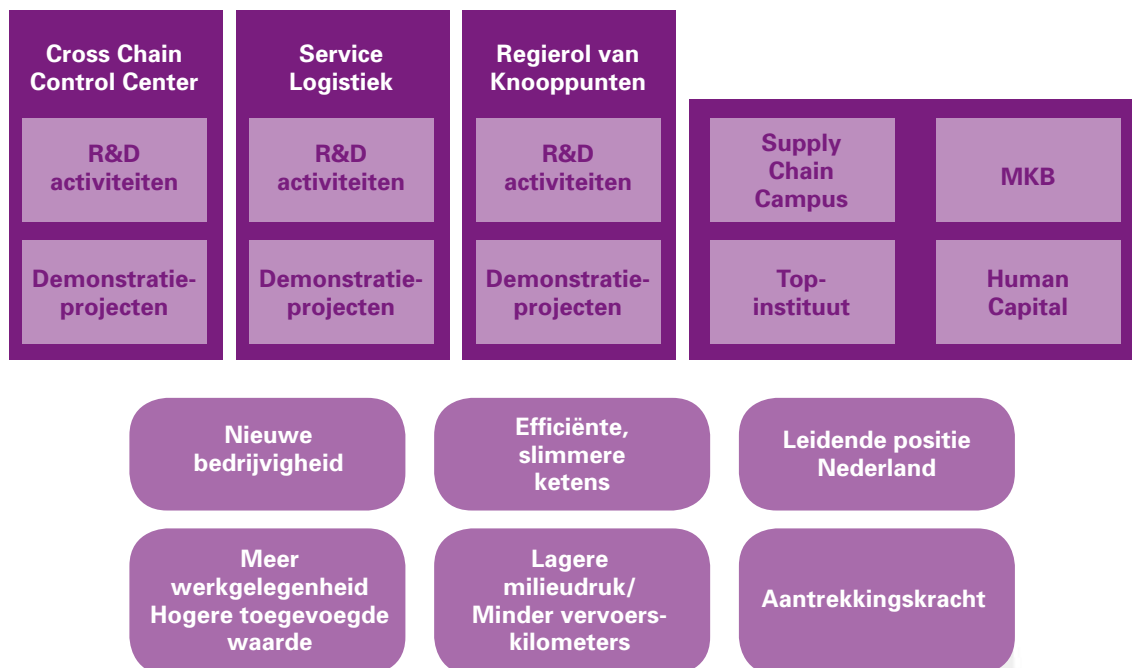 Cross Chain
Control Center
R&D
activiteiten
Demonstratie-
projecten
Service
Logistiek
R&D
activiteiten
Demonstratie-
projecten
Regierol van
Knooppunten
R&D
activiteiten
Demonstratie-
projecten
Supply
Chain
Campus
MKB
Top-
instituut
Human
Capital
Nieuwe
bedrijvigheid
Efficiënte,
slimmere
ketens
Leidende positie
Nederland
Meer
werkgelegenheid
Hogere toegevoegde
waarde
Lagere
milieudruk/
Minder vervoers-
kilometers
Aantrekkingskracht